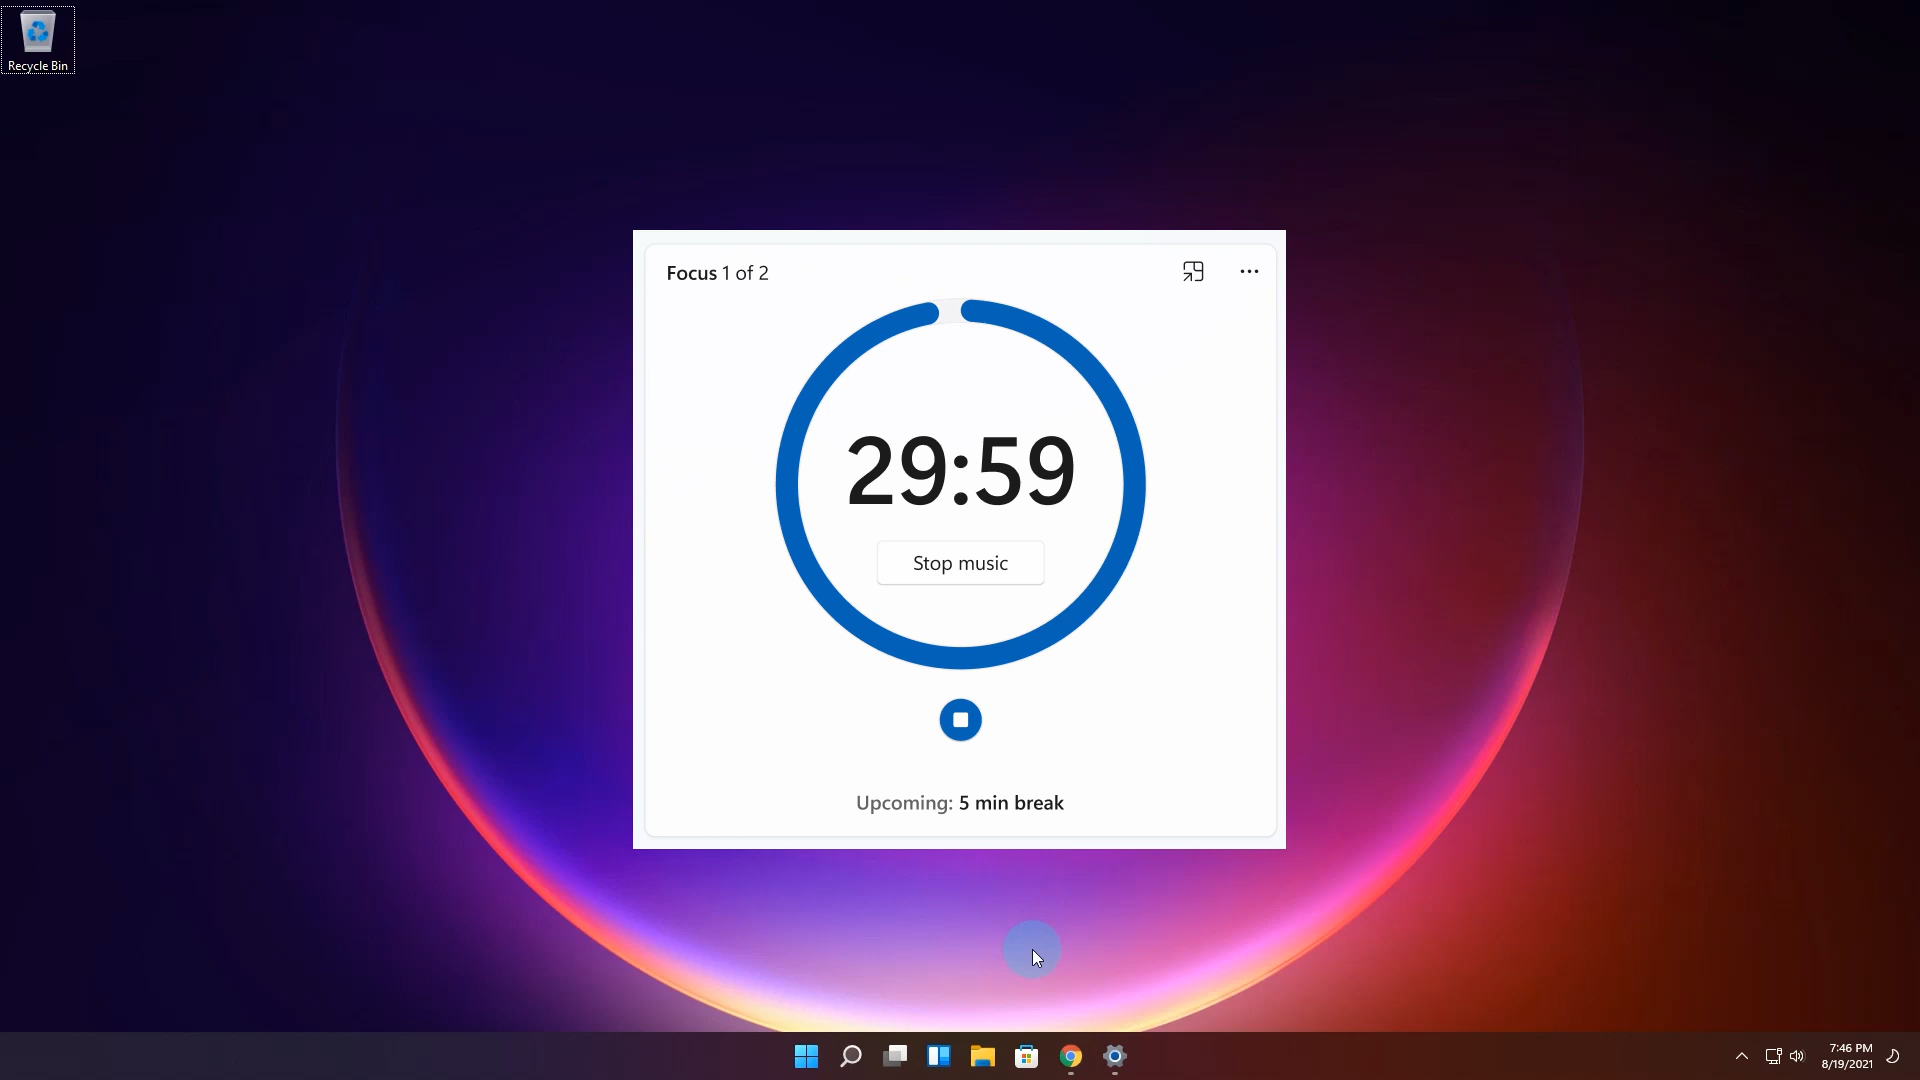 Recycle Bin
Focus 1 of 2
29:59
Stop music
Upcoming: 5 min break
7:46 PM
8/19/2021